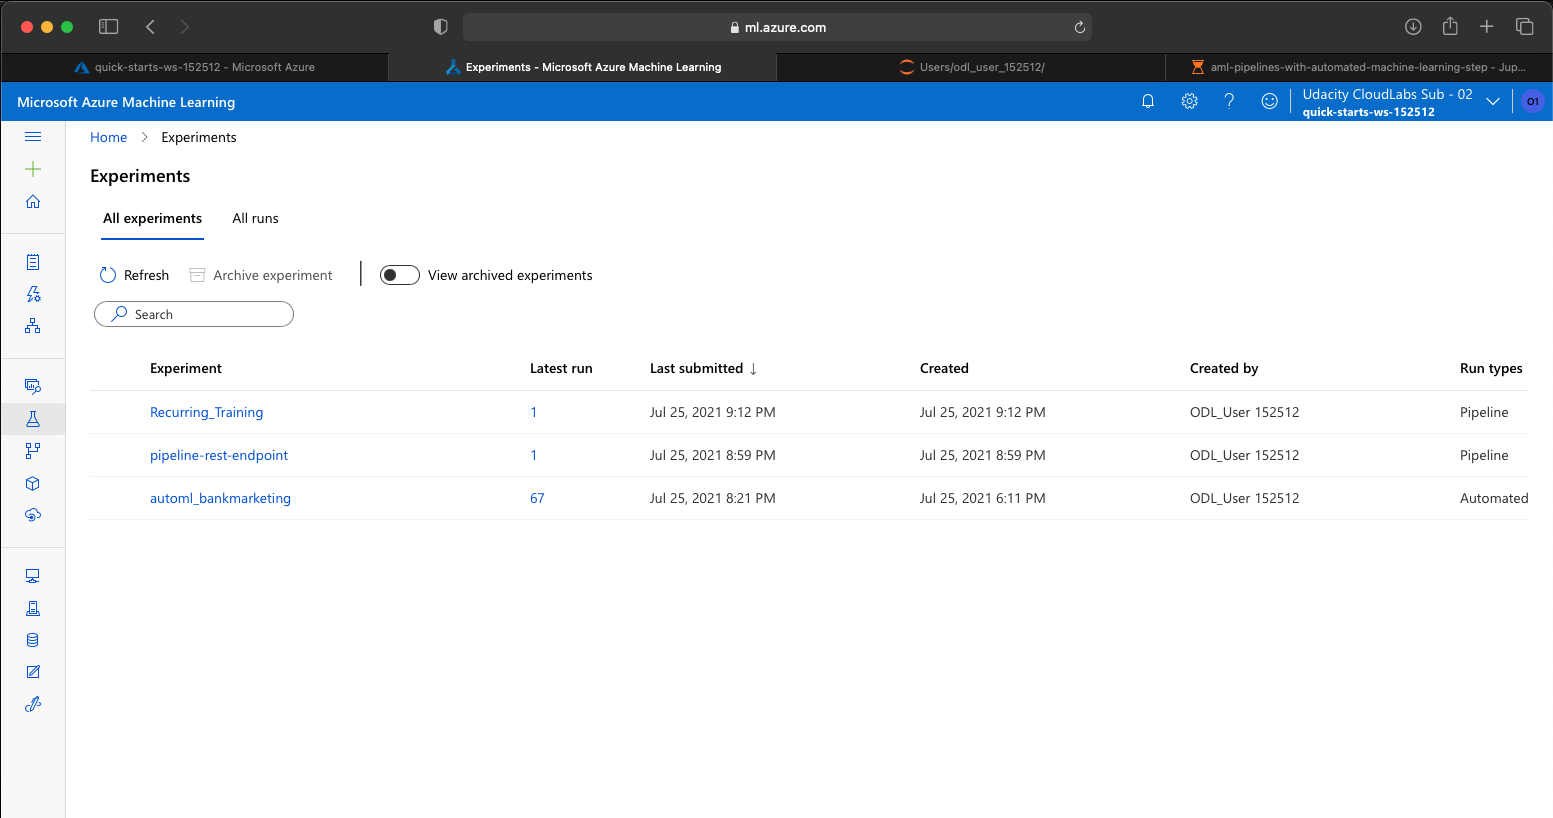 ml.azure.com
quick-starts-ws-152512 - Microsoft Azure
Experiments - Microsoft Azure Machine Learning
Users/odl_user_152512/
aml-pipelines-with-automated-machine-learning-step - Jup...
Microsoft Azure Machine Learning
Udacity CloudLabs Sub - 02
quick-starts-ws-152512
O1
Home > Experiments
Experiments
All experiments All runs
Refresh Archive experiment View archived experiments
Search
Experiment Latest run Last submitted ↓ Created Created by Run types
Recurring_Training 1 Jul 25, 2021 9:12 PM Jul 25, 2021 9:12 PM ODL_User 152512 Pipeline
pipeline-rest-endpoint 1 Jul 25, 2021 8:59 PM Jul 25, 2021 8:59 PM ODL_User 152512 Pipeline
automl_bankmarketing 67 Jul 25, 2021 8:21 PM Jul 25, 2021 6:11 PM ODL_User 152512 Automated